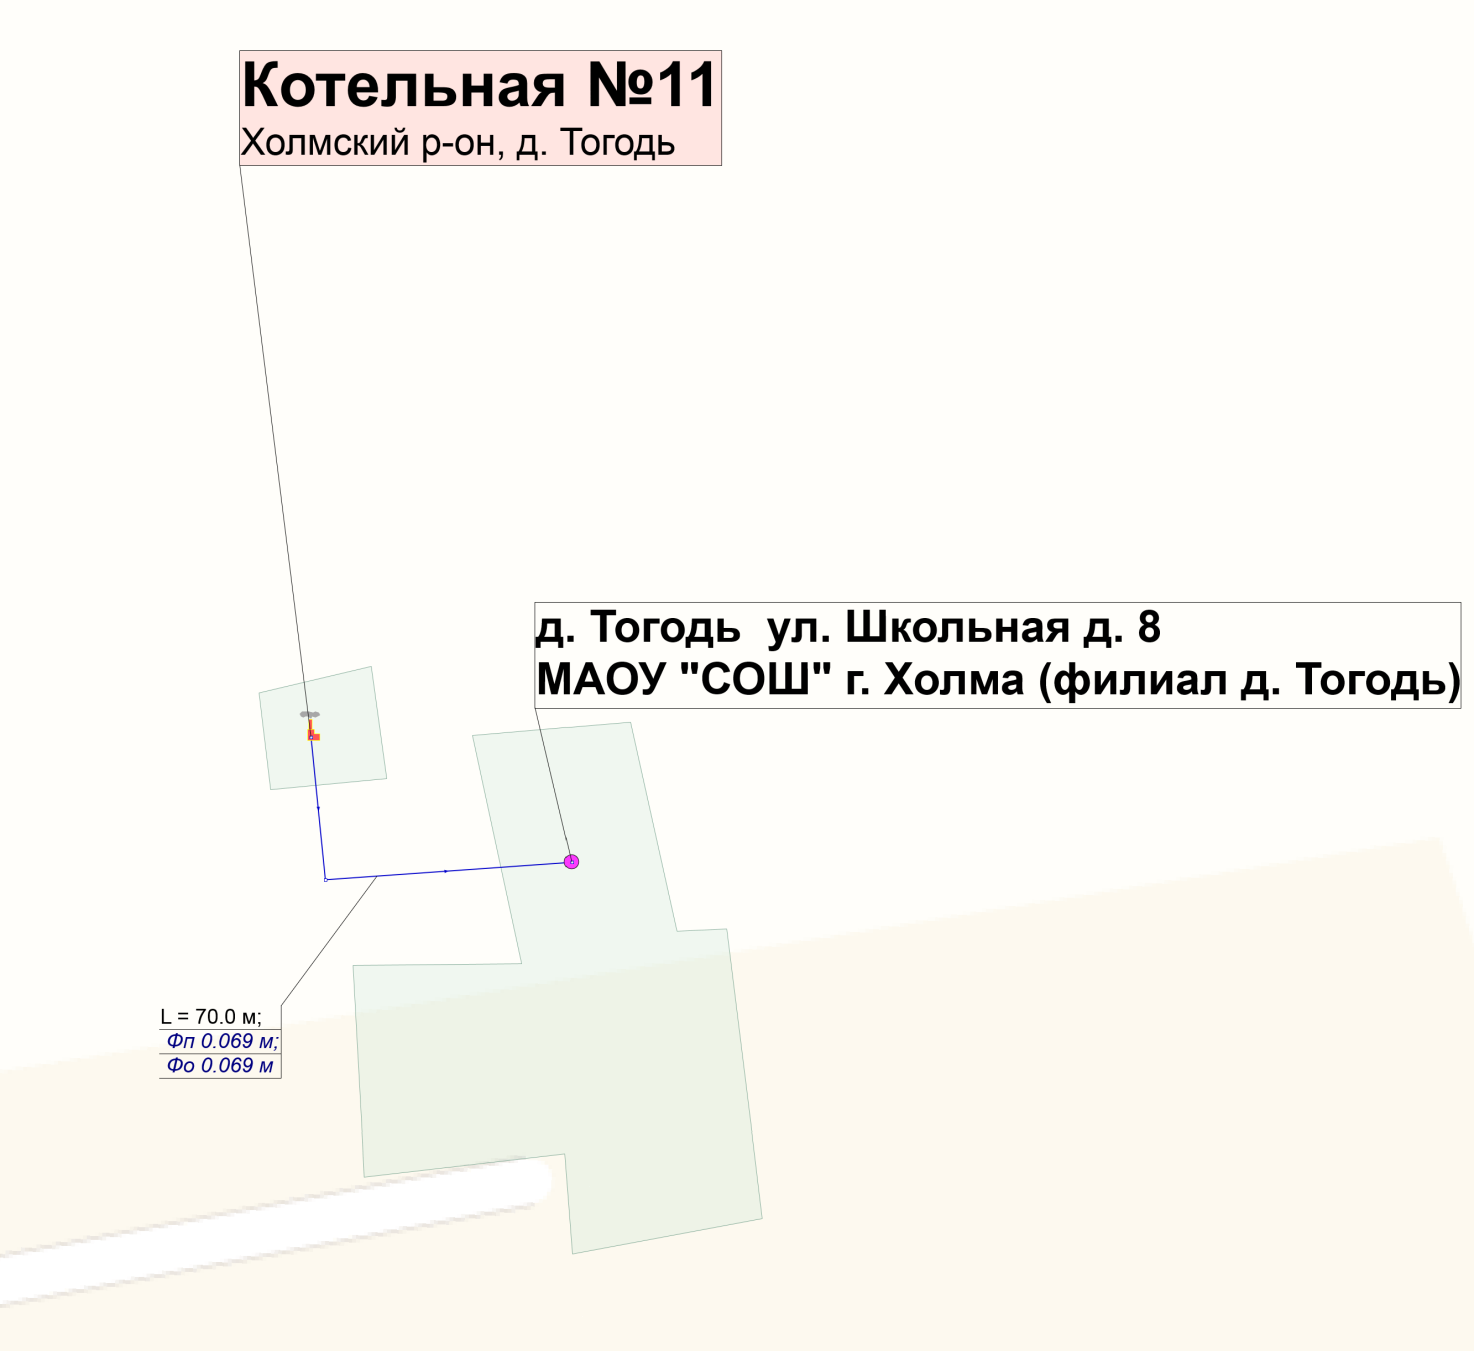 Котельная №11
Холмский р-он, д. Тогодь
д. Тогодь  ул. Школьная д. 8
МАОУ "СОШ" г. Холма (филиал д. Тогодь)
L = 70.0 м;
Фп 0.069 м;
Фо 0.069 м